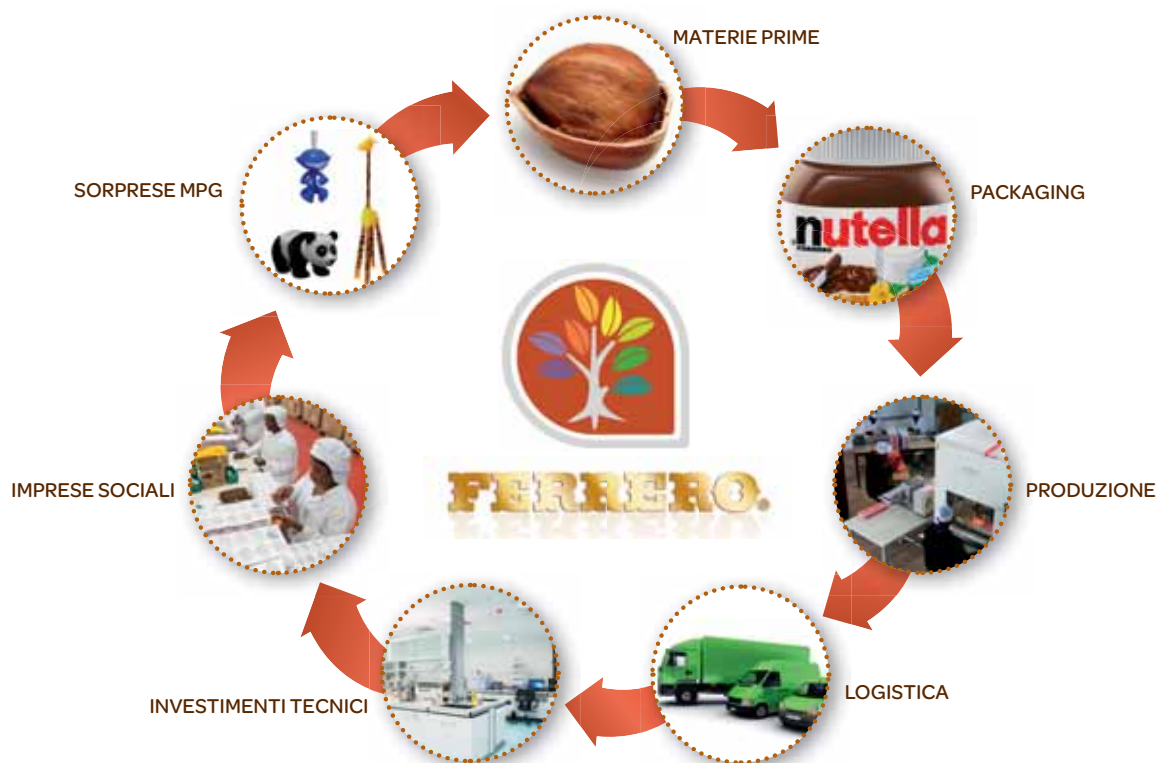 MATERIE PRIME
SORPRESE MPG
PACKAGING
nutella
FERRERO.
IMPRESE SOCIALI
PRODUZIONE
INVESTIMENTI TECNICI
LOGISTICA